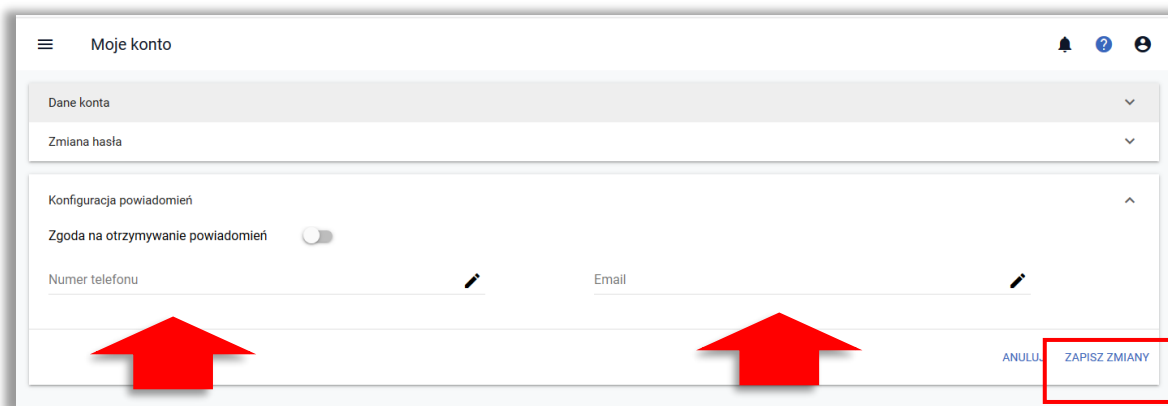 Moje konto
Dane konta
Zmiana hasła
Konfiguracja powiadomień
Zgoda na otrzymywanie powiadomień
Numer telefonu Email
ANULUJ ZAPISZ ZMIANY